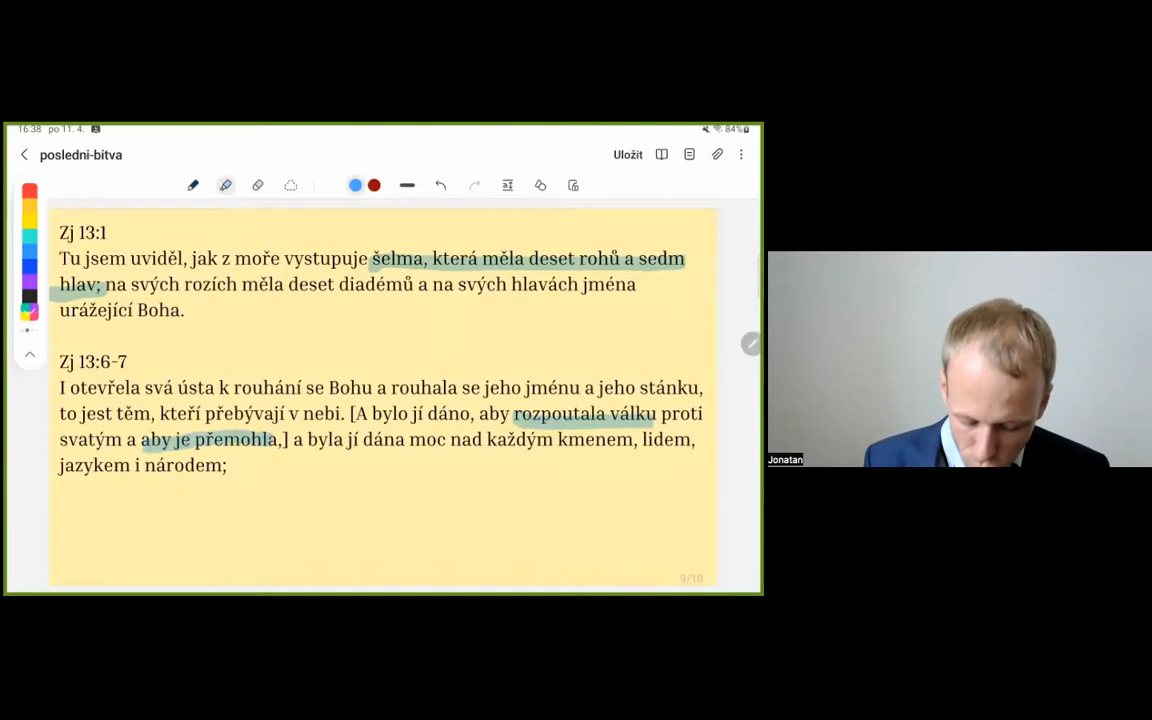 16:38 po 11. 4.
84%
posledni-bitva
Uložit
Zj 13:1
Tu jsem uviděl, jak z moře vystupuje šelma, která měla deset rohů a sedm
hlav; na svých rozích měla deset diadémů a na svých hlavách jména
urážející Boha.
Zj 13:6-7
I otevřela svá ústa k rouhání se Bohu a rouhala se jeho jménu a jeho stánku,
to jest těm, kteří přebývají v nebi. [A bylo jí dáno, aby rozpoutala válku proti
svatým a aby je přemohla,] a byla jí dána moc nad každým kmenem, lidem,
jazykem i národem;
9/10
Jonatan